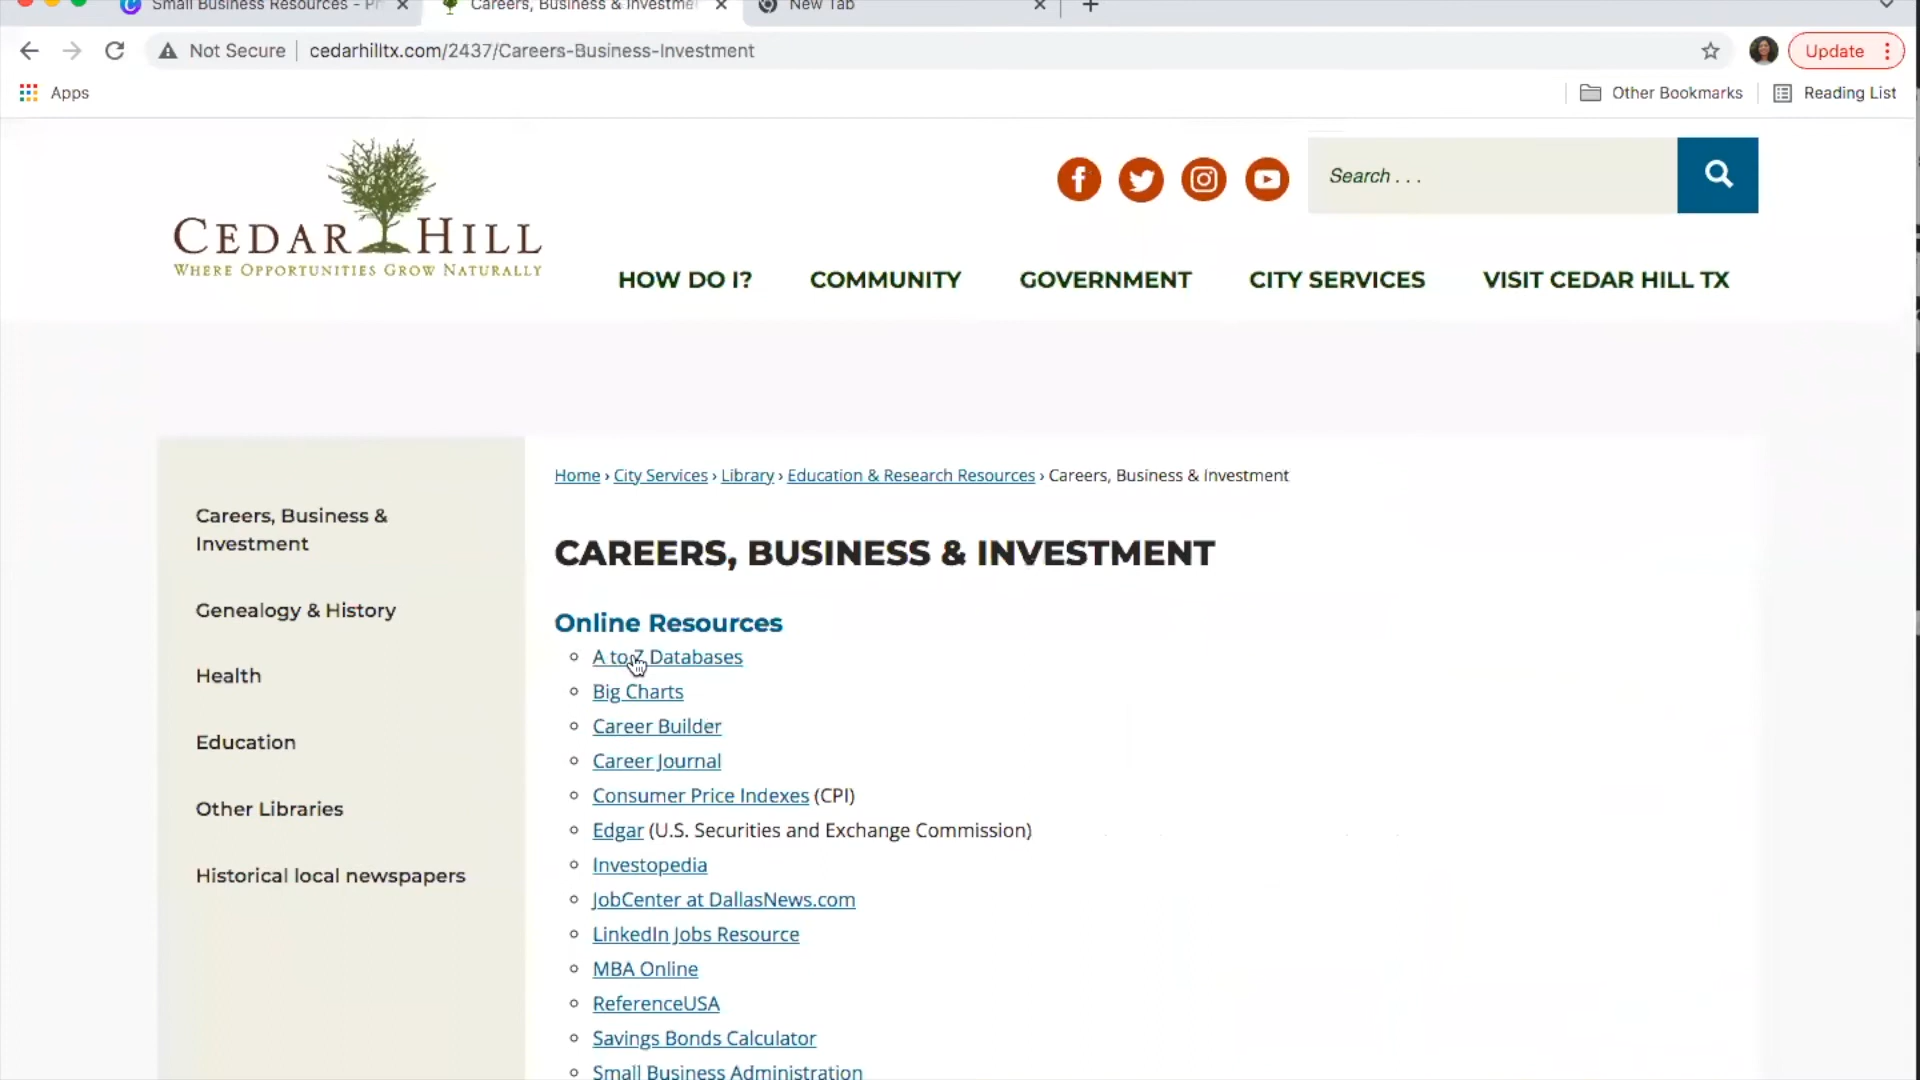 Small Business Resources - Pr
Careers, Business & Investme
New Tab
Not Secure
cedarhilltx.com/2437/Careers-Business-Investment
Update
Apps
Other Bookmarks
Reading List
CEDAR HILL
WHERE OPPORTUNITIES GROW NATURALLY
Search . . .
HOW DO I?
COMMUNITY
GOVERNMENT
CITY SERVICES
VISIT CEDAR HILL TX
Careers, Business &
Investment
Genealogy & History
Health
Education
Other Libraries
Historical local newspapers
Home › City Services › Library › Education & Research Resources › Careers, Business & Investment
CAREERS, BUSINESS & INVESTMENT
Online Resources
A to Z Databases
Big Charts
Career Builder
Career Journal
Consumer Price Indexes (CPI)
Edgar (U.S. Securities and Exchange Commission)
Investopedia
JobCenter at DallasNews.com
LinkedIn Jobs Resource
MBA Online
ReferenceUSA
Savings Bonds Calculator
Small Business Administration